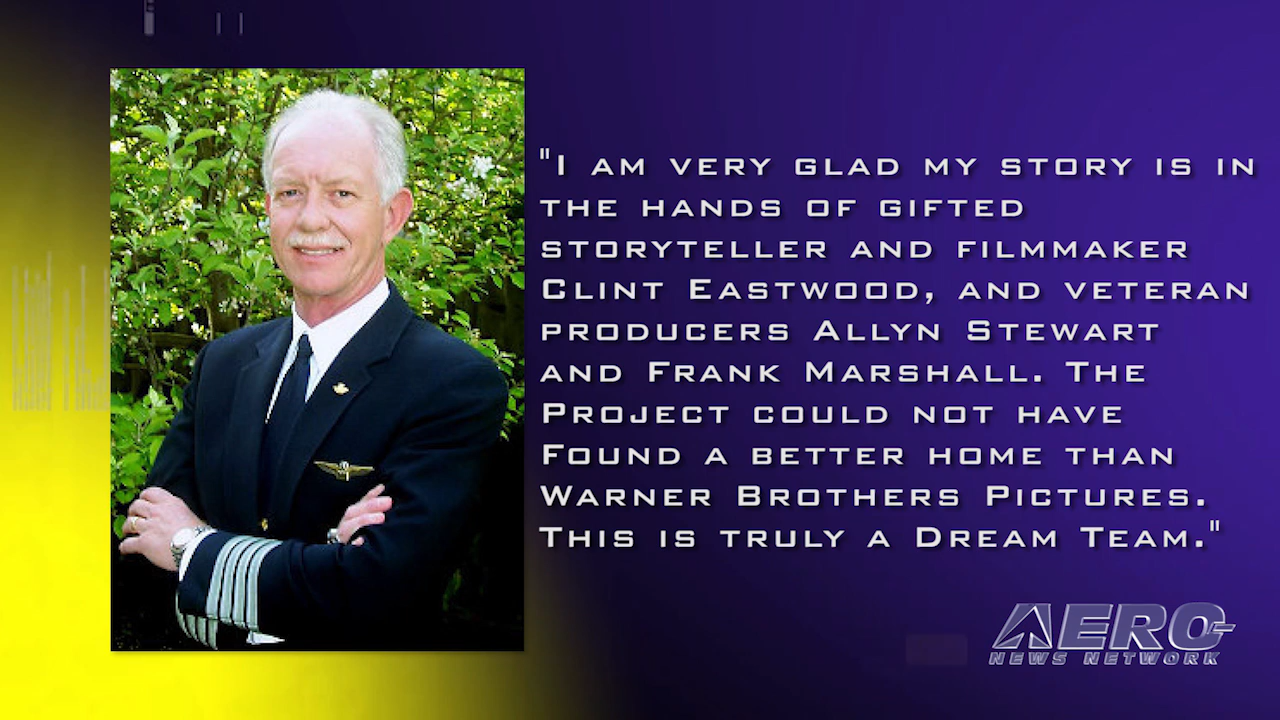 "I am very glad my story is in
the hands of gifted
storyteller and filmmaker
Clint Eastwood, and veteran
producers Allyn Stewart
and Frank Marshall. The
Project could not have
Found a better home than
Warner Brothers Pictures.
This is truly a Dream Team."
AERO
NEWS NETWORK